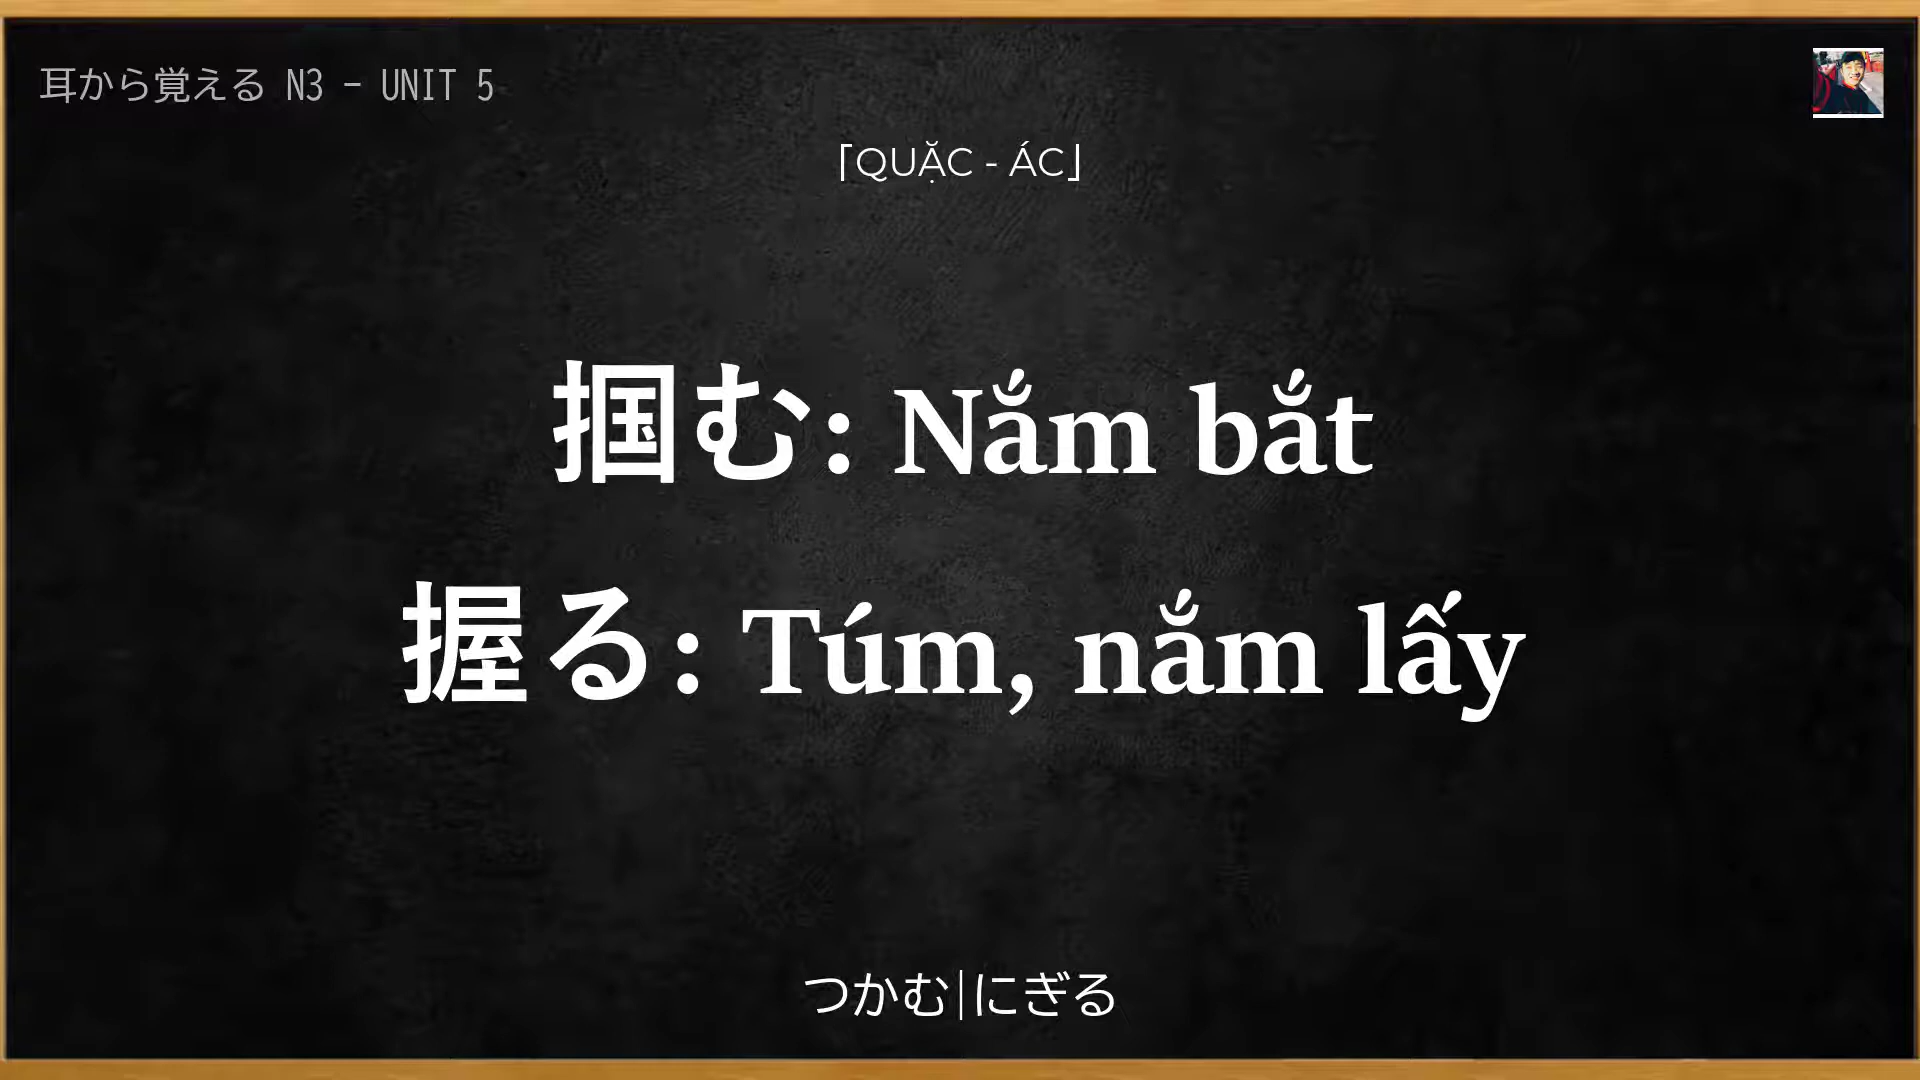 耳から覚える N3 - UNIT 5
「QUẶC - ÁC」
掴む: Nắm bắt
握る: Túm, nắm lấy
つかむ|にぎる